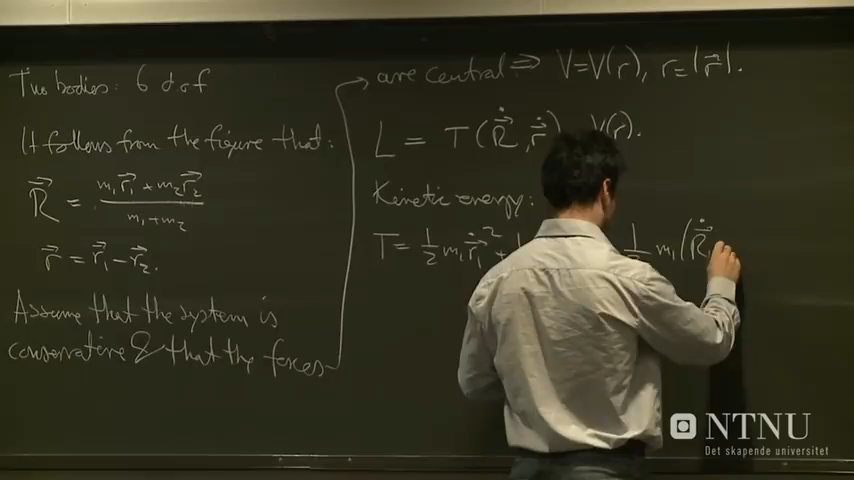 Two bodies: 6 d.o.f
It follows from the figure that:
R⃗ = (m₁r⃗₁ + m₂r⃗₂) / (m₁ + m₂)
r⃗ = r⃗₁ - r⃗₂.
Assume that the system is
conservative & that the forces
are central. ⇒ V=V(r), r=|r⃗|.
L = T(Ṙ⃗, ṙ⃗) V(r).
Kinetic energy:
T = ½ m₁ ṙ⃗₁² + ½ m₁(Ṙ⃗
NTNU
Det skapende universitet